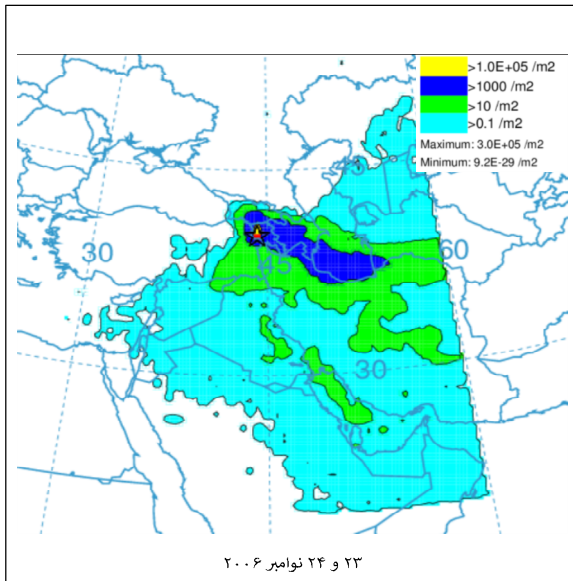 >1.0E+05 /m2
>1000 /m2
>10 /m2
>0.1 /m2
Maximum: 3.0E+05 /m2
Minimum: 9.2E-29 /m2
30
45
60
30
۲۳ و ۲۴ نوامبر ۲۰۰۶